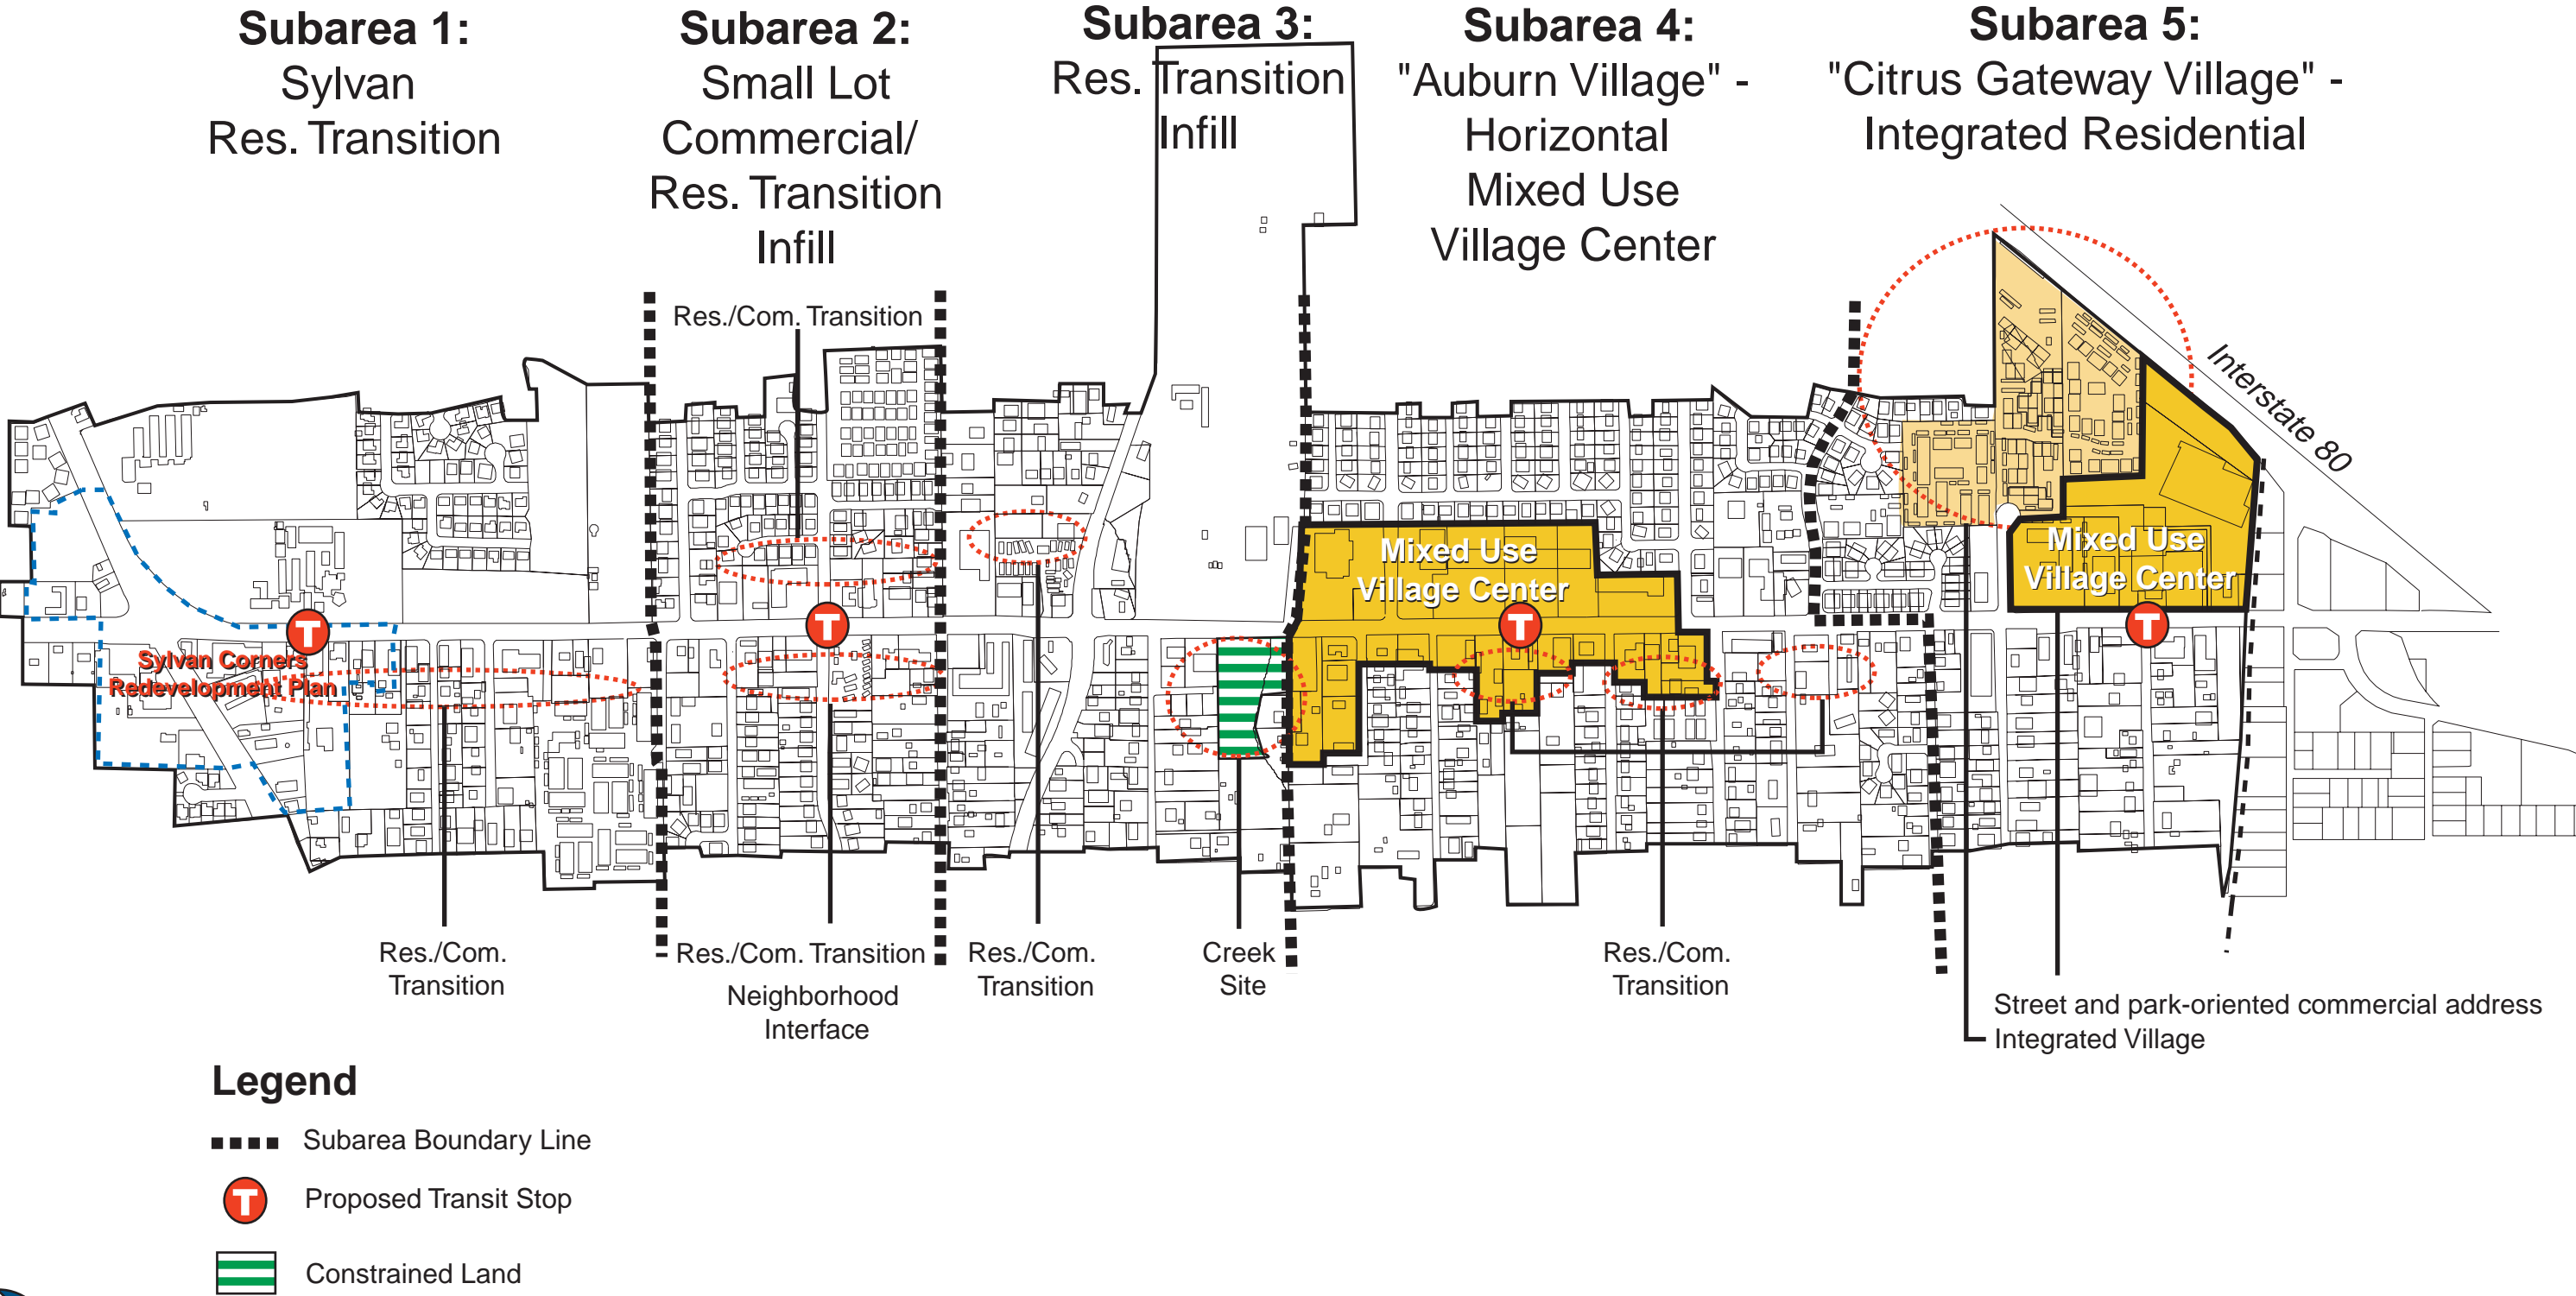 Subarea 1:
Sylvan
Res. Transition
Subarea 2:
Small Lot
Commercial/
Res. Transition
Infill
Subarea 3:
Res. Transition
Infill
Subarea 4:
"Auburn Village" -
Horizontal
Mixed Use
Village Center
Subarea 5:
"Citrus Gateway Village" -
Integrated Residential
Res./Com. Transition
Interstate 80
Mixed Use
Village Center
Mixed Use
Village Center
T
T
T
T
Sylvan Corners
Redevelopment Plan
Res./Com.
Transition
Res./Com. Transition
Neighborhood
Interface
Res./Com.
Transition
Creek
Site
Res./Com.
Transition
Street and park-oriented commercial address
Integrated Village
Legend
Subarea Boundary Line
T Proposed Transit Stop
Constrained Land